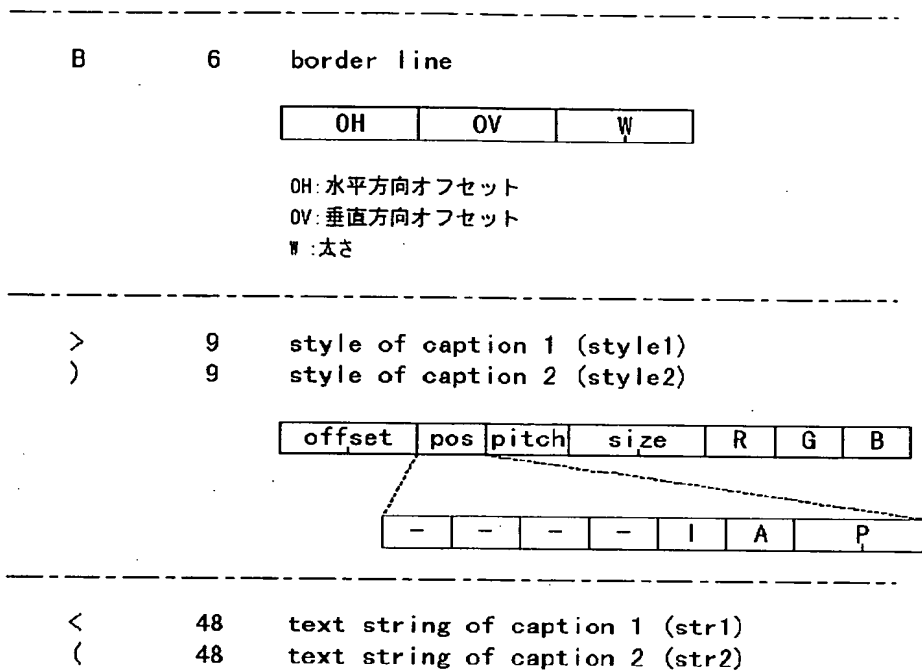 B 6 border line
OH OV W
OH:水平方向オフセット
OV:垂直方向オフセット
W :太さ
> 9 style of caption 1 (style1)
) 9 style of caption 2 (style2)
offset pos pitch size R G B
- - - - I A P
< 48 text string of caption 1 (str1)
( 48 text string of caption 2 (str2)